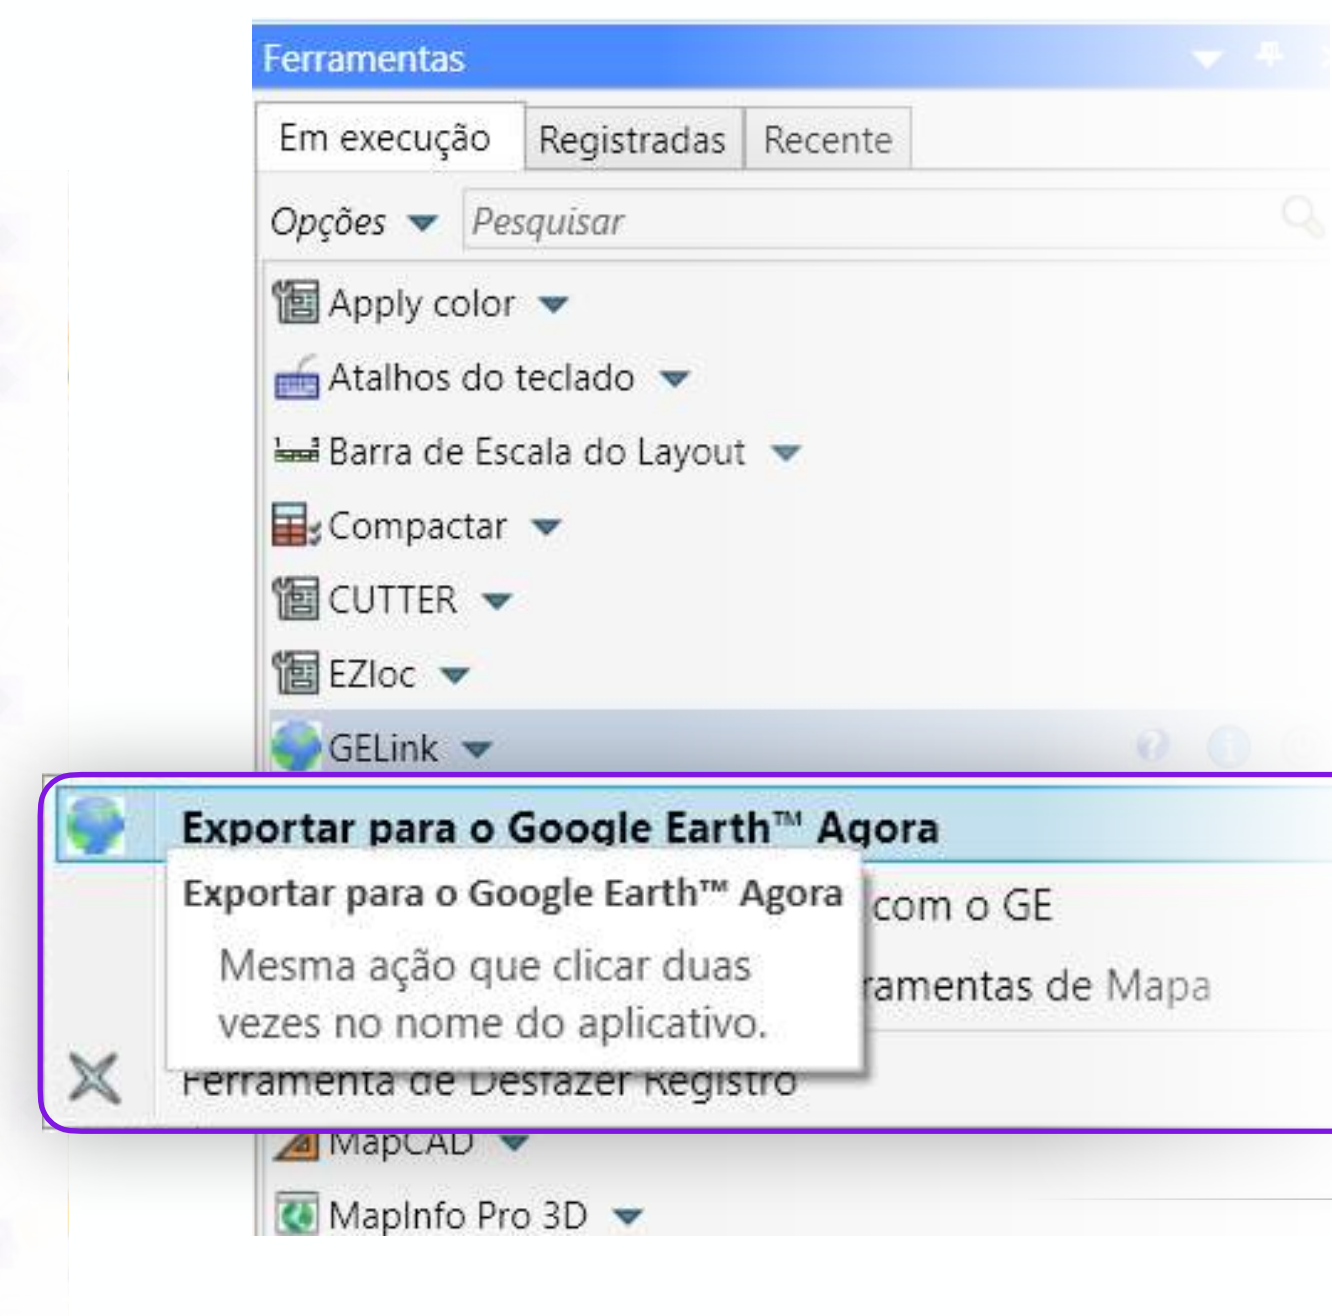 Ferramentas
Em execução Registradas Recente
Opções Pesquisar
Apply color
Atalhos do teclado
Barra de Escala do Layout
Compactar
CUTTER
EZloc
GELink
Exportar para o Google Earth™ Agora
Exportar para o Google Earth™ Agora
com o GE
Mesma ação que clicar duas
ramentas de Mapa
vezes no nome do aplicativo.
Ferramenta de Desfazer Registro
MapCAD
MapInfo Pro 3D